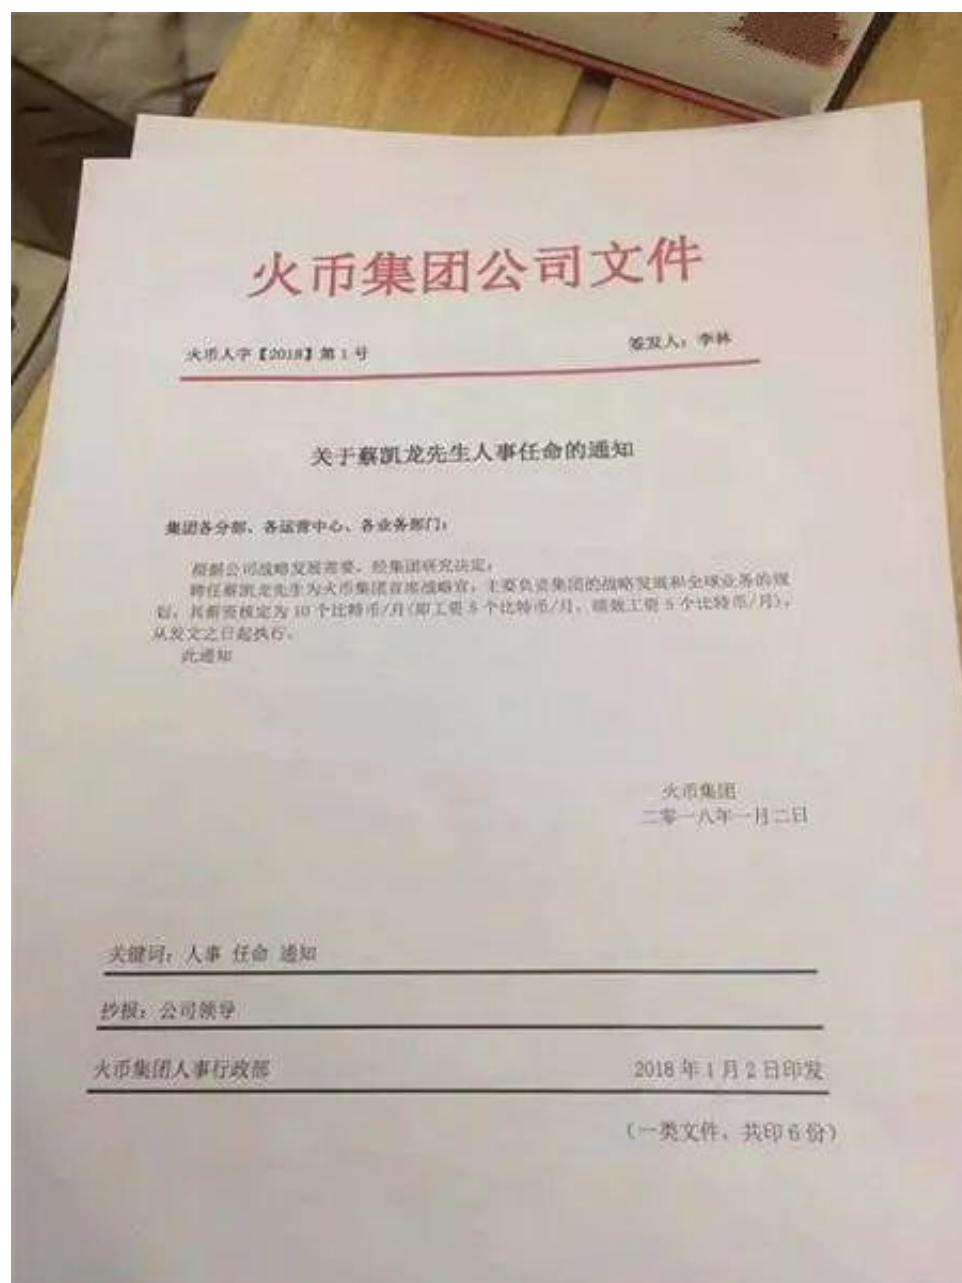 火币集团公司文件
火币人字【2018】第1号 签发人：李林
关于蔡凯龙先生人事任命的通知
集团各分部、各运营中心、各业务部门：
根据公司战略发展需要，经集团研究决定：
聘任蔡凯龙先生为火币集团首席战略官，主要负责集团的战略发展和全球业务的规
划，其薪资核定为10个比特币/月(即工资5个比特币/月，绩效工资5个比特币/月)，
从发文之日起执行。
此通知
火币集团
二零一八年一月二日
关键词：人事 任命 通知
抄报：公司领导
火币集团人事行政部 2018年1月2日印发
(一类文件，共印6份)